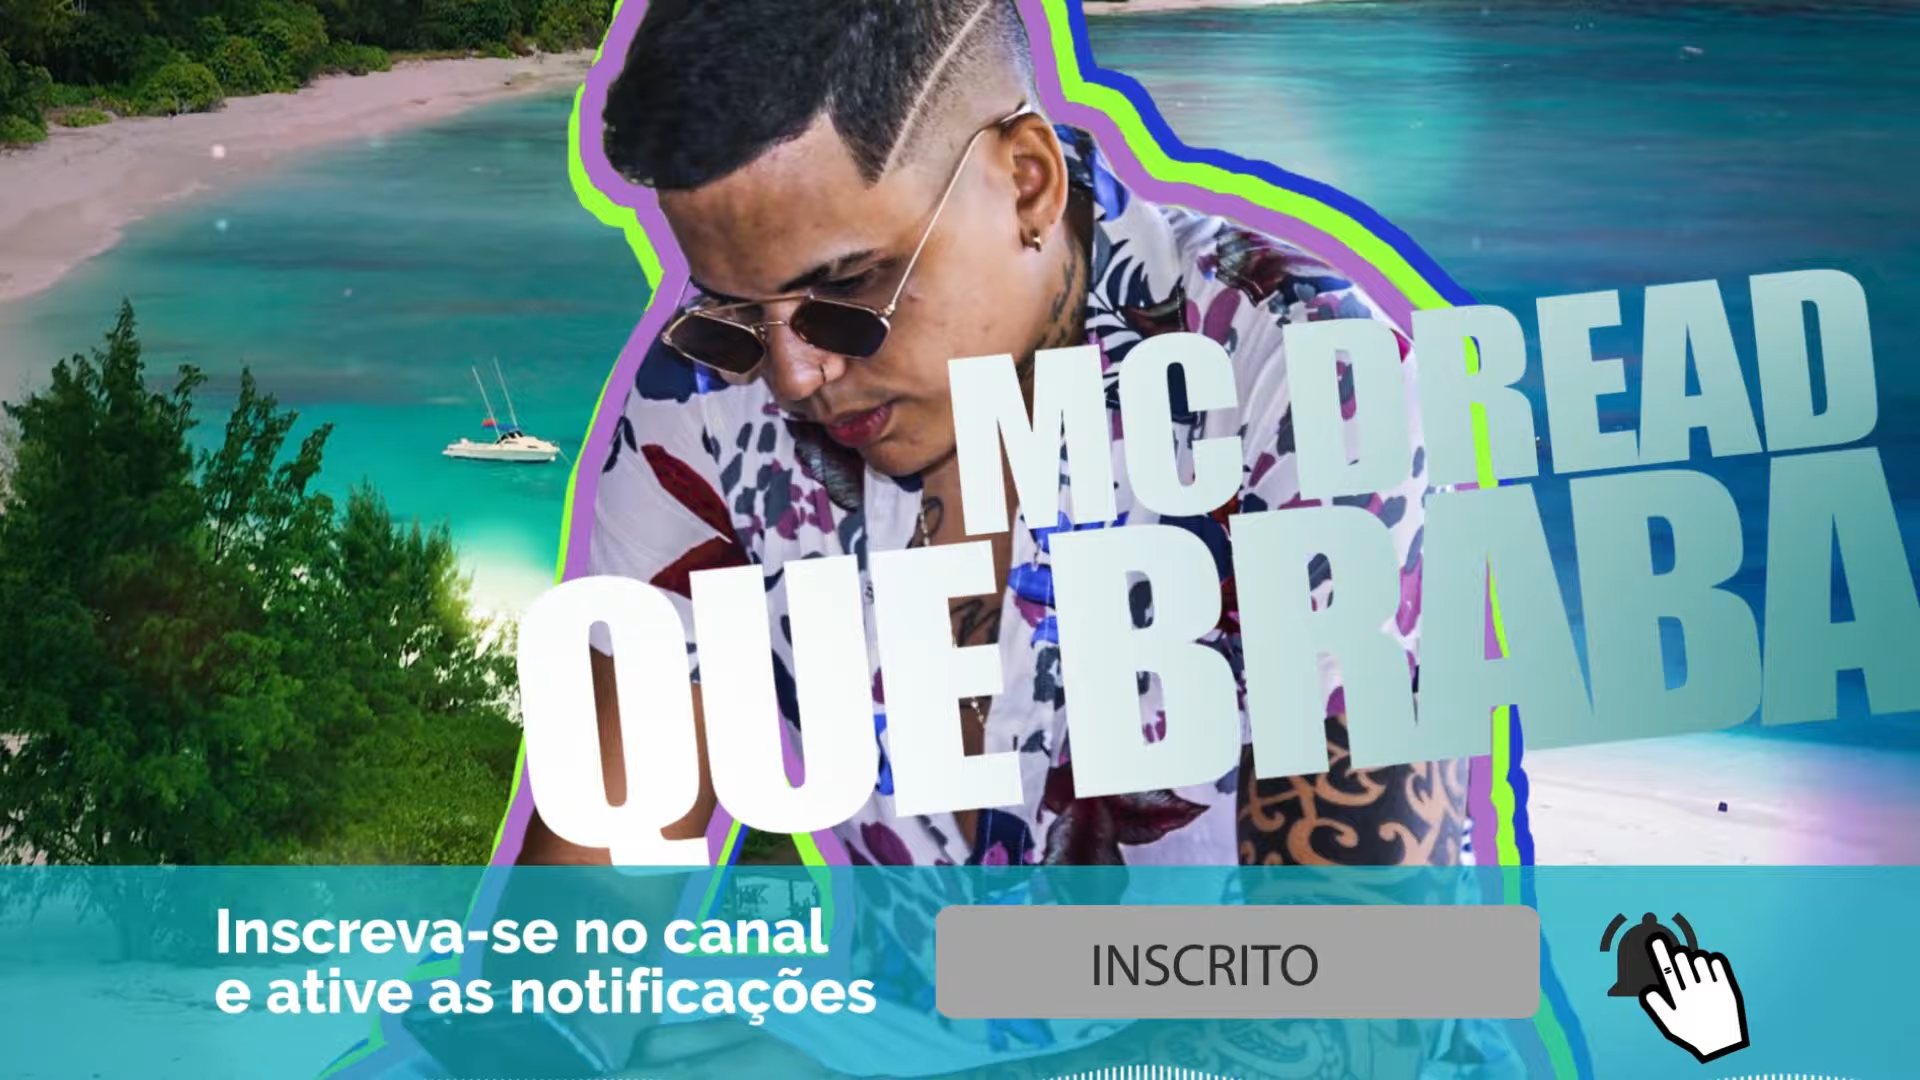 MC DREAD
QUE BRABA
Inscreva-se no canal
e ative as notificações
INSCRITO